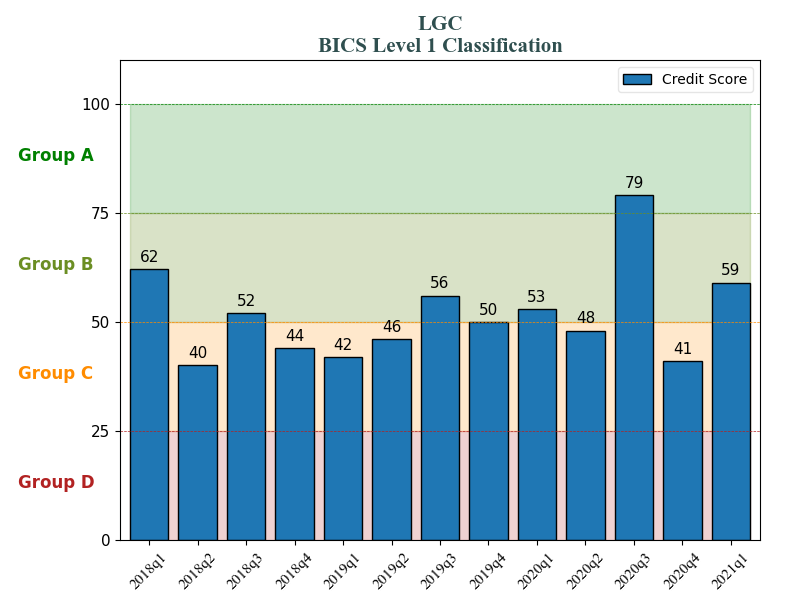 LGC
BICS Level 1 Classification
Credit Score
100
Group A
79
75
62
59
Group B
56
53
52
50
50
48
46
44
42
41
40
Group C
25
Group D
0
2018q1 2018q2 2018q3 2018q4 2019q1 2019q2 2019q3 2019q4 2020q1 2020q2 2020q3 2020q4 2021q1